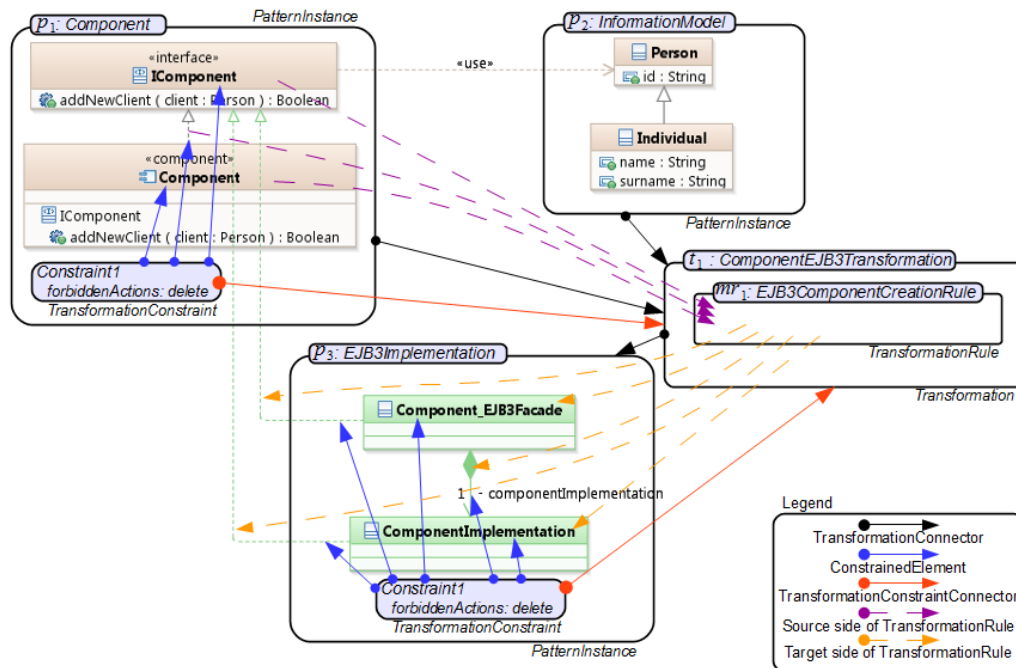 p1: Component
PatternInstance
«interface»
IComponent
addNewClient ( client : Person ) : Boolean
«component»
Component
IComponent
addNewClient ( client : Person ) : Boolean
Constraint1
forbiddenActions: delete
TransformationConstraint
«use»
p2: InformationModel
Person
id : String
Individual
name : String
surname : String
PatternInstance
t1 : ComponentEJB3Transformation
mr1: EJB3ComponentCreationRule
TransformationRule
Transformation
p3: EJB3Implementation
Component_EJB3Facade
1 - componentImplementation
ComponentImplementation
Constraint1
forbiddenActions: delete
TransformationConstraint
PatternInstance
Legend
TransformationConnector
ConstrainedElement
TransformationConstraintConnector
Source side of TransformationRule
Target side of TransformationRule